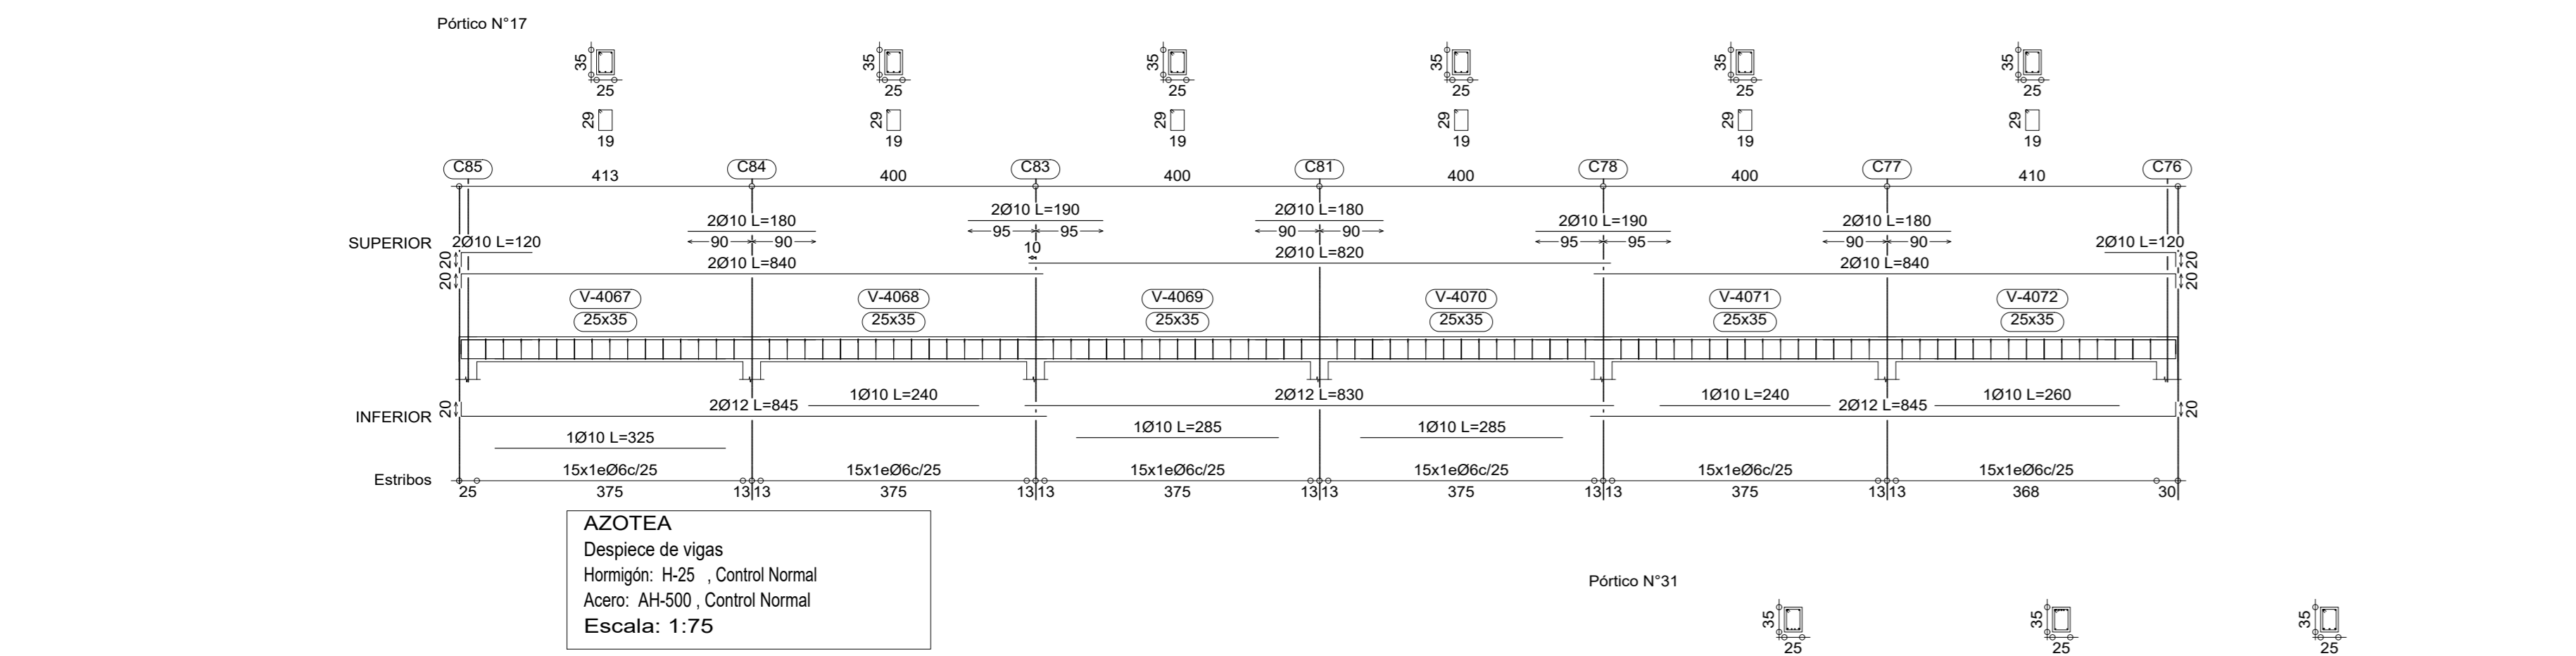 Pórtico N°17
35 35 35 35 35 35
25 25 25 25 25 25
29 29 29 29 29 29
19 19 19 19 19 19
C85 C84 C83 C81 C78 C77 C76
413 400 400 400 400 410
2Ø10 L=180 2Ø10 L=190 2Ø10 L=180 2Ø10 L=190 2Ø10 L=180
90 90 95 95 90 90 95 95 90 90
SUPERIOR 2Ø10 L=120 10 2Ø10 L=120
20 2Ø10 L=840 2Ø10 L=820 2Ø10 L=840 20
20 20
V-4067 V-4068 V-4069 V-4070 V-4071 V-4072
25x35 25x35 25x35 25x35 25x35 25x35
1Ø10 L=240 2Ø12 L=830 1Ø10 L=240 1Ø10 L=260
INFERIOR 20 2Ø12 L=845 2Ø12 L=845 20
1Ø10 L=325 1Ø10 L=285 1Ø10 L=285
Estribos 15x1eØ6c/25 15x1eØ6c/25 15x1eØ6c/25 15x1eØ6c/25 15x1eØ6c/25 15x1eØ6c/25
25 375 13 13 375 13 13 375 13 13 375 13 13 375 13 13 368 30
AZOTEA
Despiece de vigas
Hormigón: H-25 , Control Normal
Acero: AH-500 , Control Normal
Escala: 1:75
Pórtico N°31
35 35 35
25 25 25